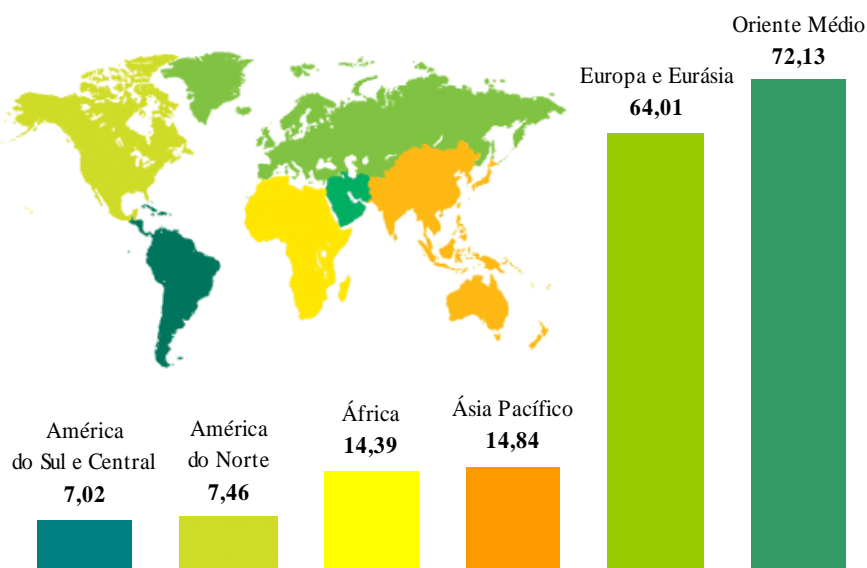 Oriente Médio
72,13
Europa e Eurásia
64,01
África
14,39
Ásia Pacífico
14,84
América
do Sul e Central
7,02
América
do Norte
7,46